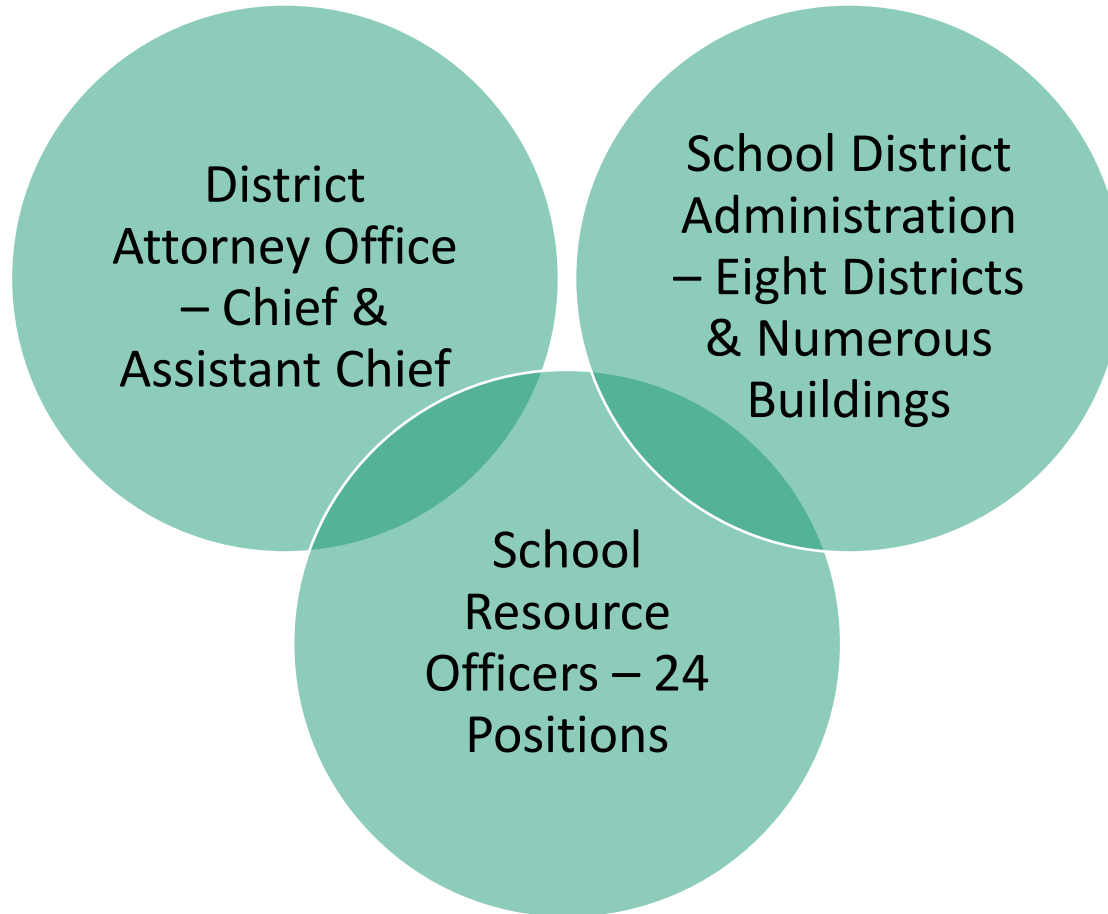 District
Attorney Office
– Chief &
Assistant Chief
School District
Administration
– Eight Districts
& Numerous
Buildings
School
Resource
Officers – 24
Positions